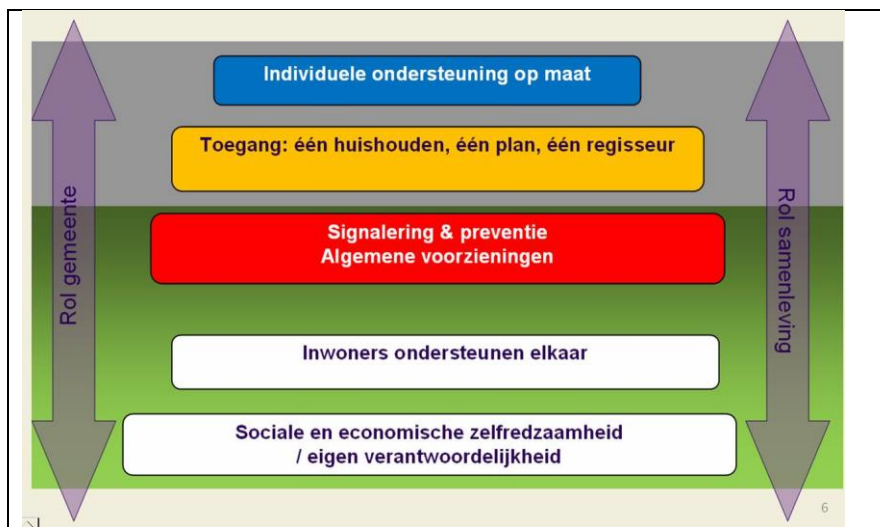 Individuele ondersteuning op maat
Toegang: één huishouden, één plan, één regisseur
Signalering & preventie
Algemene voorzieningen
Inwoners ondersteunen elkaar
Sociale en economische zelfredzaamheid
/ eigen verantwoordelijkheid
Rol gemeente
Rol samenleving
6